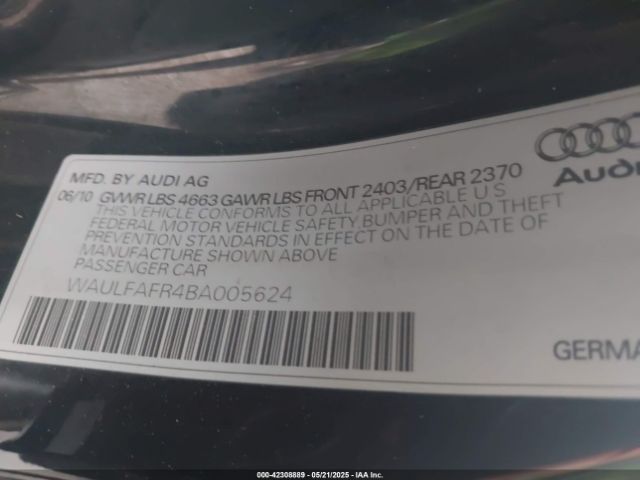 MFD. BY AUDI AG
06/10 GVWR LBS 4663 GAWR LBS FRONT 2403/REAR 2370
THIS VEHICLE CONFORMS TO ALL APPLICABLE U S
FEDERAL MOTOR VEHICLE SAFETY,BUMPER AND THEFT
PREVENTION STANDARDS IN EFFECT ON THE DATE OF
MANUFACTURE SHOWN ABOVE
PASSENGER CAR
WAULFAFR4BA005624
Audi
GERMA
000-42308889 - 05/21/2025 - IAA Inc.